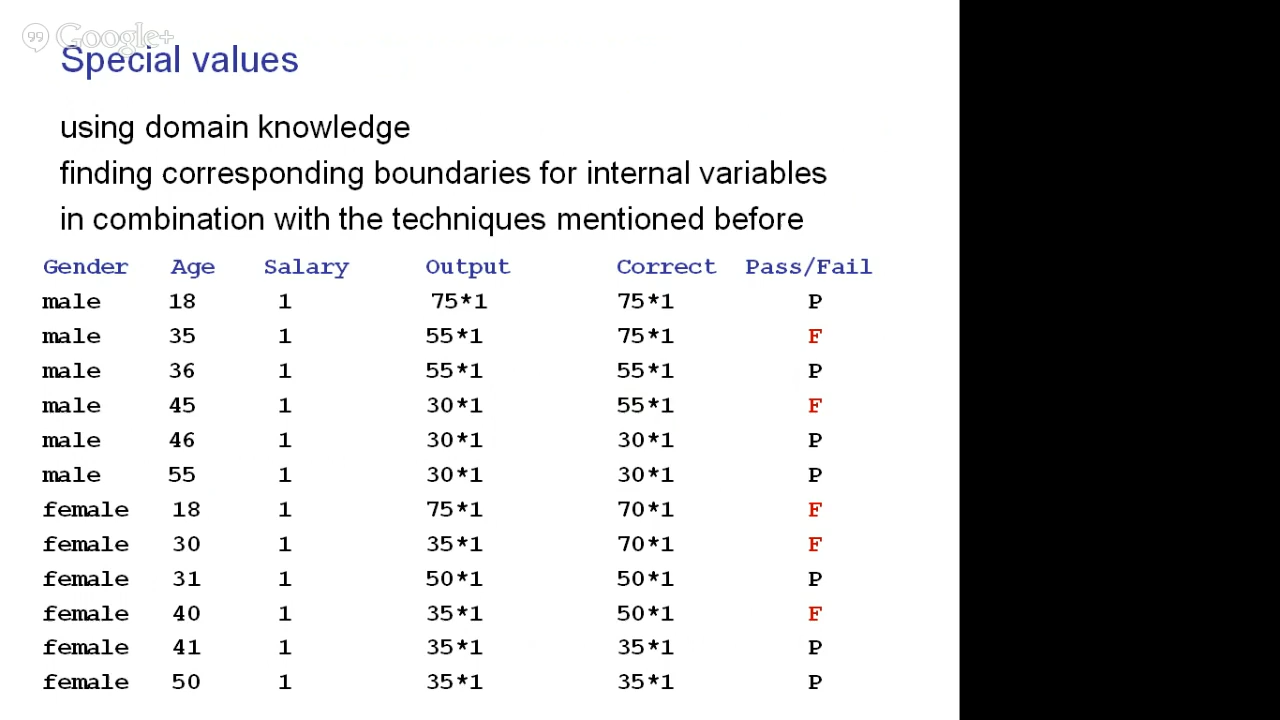 Google+
Special values
using domain knowledge
finding corresponding boundaries for internal variables
in combination with the techniques mentioned before
Gender Age Salary Output Correct Pass/Fail
male 18 1 75*1 75*1 P
male 35 1 55*1 75*1 F
male 36 1 55*1 55*1 P
male 45 1 30*1 55*1 F
male 46 1 30*1 30*1 P
male 55 1 30*1 30*1 P
female 18 1 75*1 70*1 F
female 30 1 35*1 70*1 F
female 31 1 50*1 50*1 P
female 40 1 35*1 50*1 F
female 41 1 35*1 35*1 P
female 50 1 35*1 35*1 P